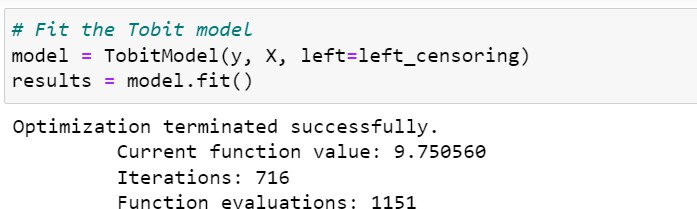 # Fit the Tobit model
model = TobitModel(y, X, left=left_censoring)
results = model.fit()
Optimization terminated successfully.
Current function value: 9.750560
Iterations: 716
Function evaluations: 1151